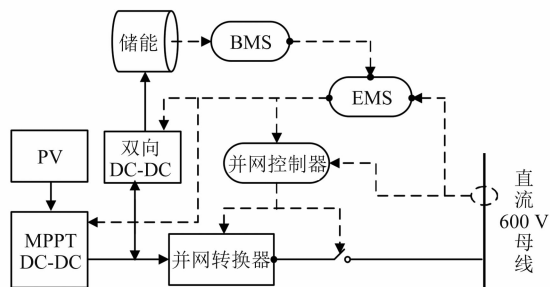 储能
BMS
EMS
PV
双向
DC-DC
并网控制器
MPPT
DC-DC
并网转换器
直
流
600 V
母
线